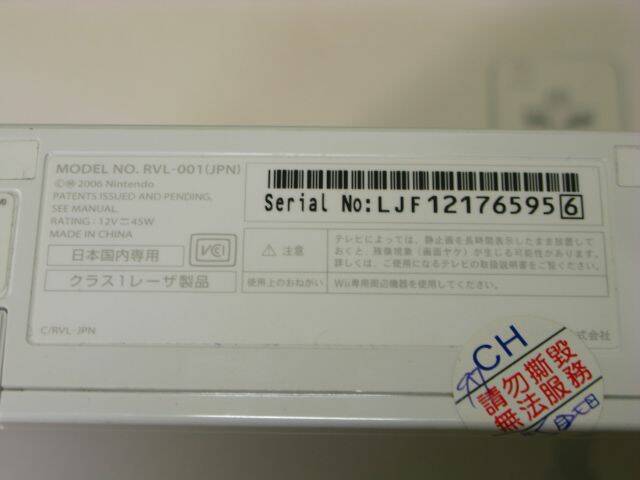 MODEL NO. RVL-001(JPN)
©Ⓜ 2006 Nintendo
PATENTS ISSUED AND PENDING,
SEE MANUAL.
RATING: 12V ⎓ 45W
MADE IN CHINA
日本国内専用
VCI
クラス1レーザ製品
C/RVL-JPN
Serial No:LJF121765956
⚠ 注意
テレビによっては、静止画を長時間表示したまま放置して
おくと、残像現象(画面ヤケ)が生じる可能性があります。
詳しくは、ご使用になるテレビの取扱説明書をご覧ください。
使用上のおねがい
Wii専用周辺機器を使用してください。
株式会社
CH
請勿撕毀
無法服務